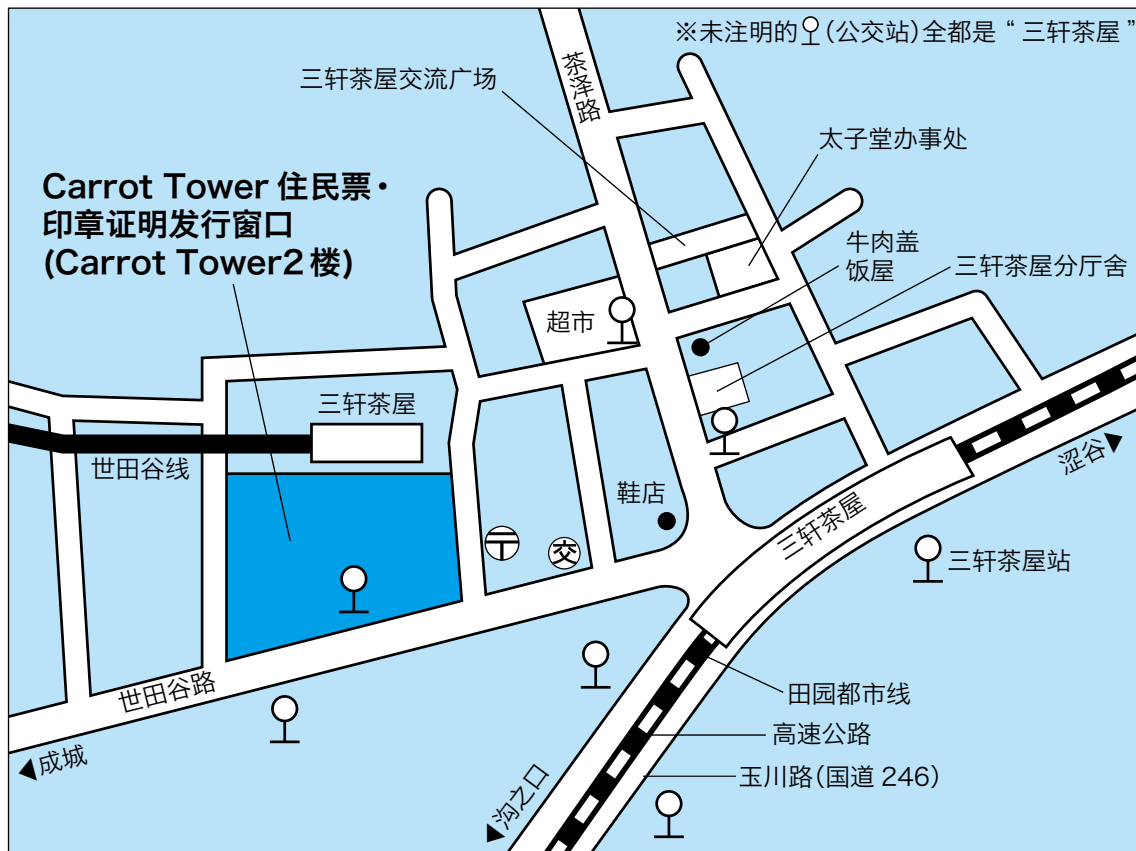 ※未注明的 (公交站)全都是“三轩茶屋”
茶泽路
三轩茶屋交流广场
太子堂办事处
Carrot Tower 住民票・
印章证明发行窗口
(Carrot Tower2 楼)
牛肉盖
饭屋
三轩茶屋分厅舍
超市
三轩茶屋
世田谷线
涩谷
鞋店
三轩茶屋
〒
交
三轩茶屋站
世田谷路
田园都市线
成城
高速公路
沟之口
玉川路(国道 246)